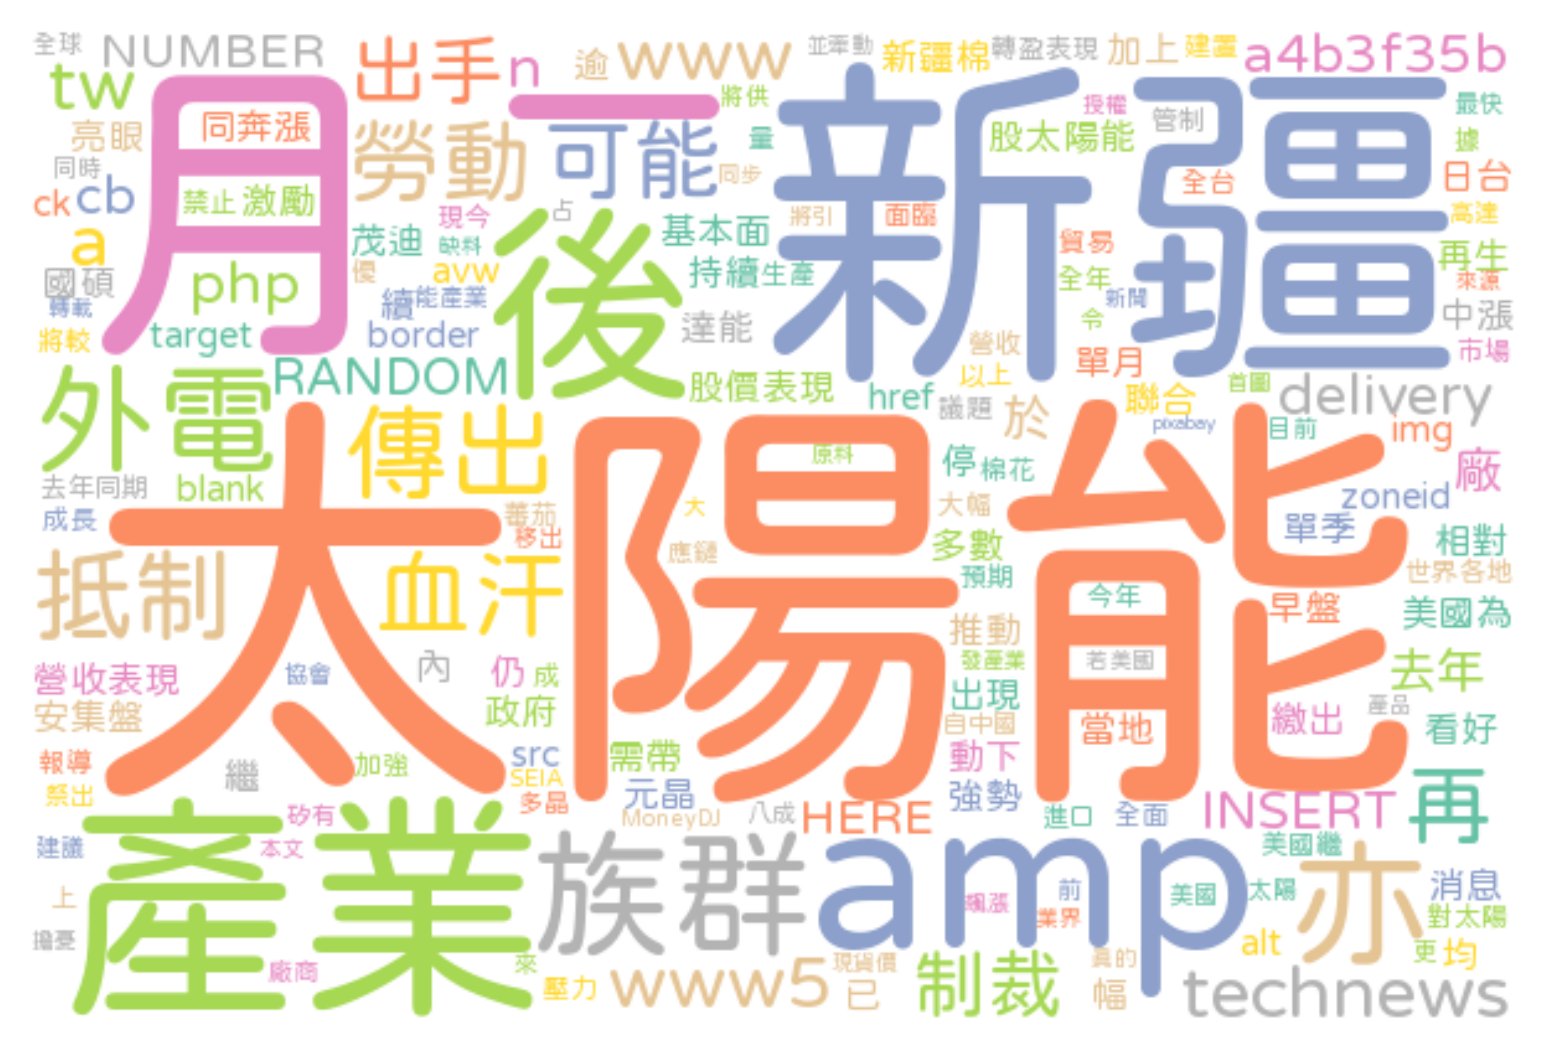 全球
NUMBER
出手
n
逾
www
並牽動
新疆棉
轉盈表現
加上
建置
a4b3f35b
tw
月
一
將供
新疆
授權
最快
亮眼
同奔漲
勞動
可能
量
股太陽能
管制
據
同時
同步
全台
日台
ck
cb
禁止
激勵
現今
占
後
將引
面臨
高達
a
茂迪
缺料
基本面
貿易
再生
國碩
php
優
avw
持續
生產
全年
新聞
來源
轉載
續
能產業
令
中漲
將較
target
border
達能
營收
單月
市場
外電
RANDOM
股價表現
href
以上
聯合
首圖
delivery
傳出
議題
於
pixabay
目前
img
太陽能
原料
停
棉花
廠
去年同期
blank
大
大幅
zoneid
成長
蕃茄
移出
應鏈
多數
單季
相對
抵制
血汗
預期
今年
世界各地
早盤
美國為
推動
營收表現
協會
內
仍
成
發產業
若美國
去年
安集盤
政府
出現
自中國
當地
繳出
產品
看好
報導
繼
加強
src
需帶
動下
祭出
SEIA
多晶
元晶
強勢
再
產業
矽有
MoneyDJ
八成
HERE
進口
全面
INSERT
建議
本文
族群
amp
美國繼
亦
上
飆漲
前
美國
太陽
消息
擔憂
業界
對太陽
廠商
來
壓力
www5
現貨價
已
制裁
真的
幅
alt
更
均
technews